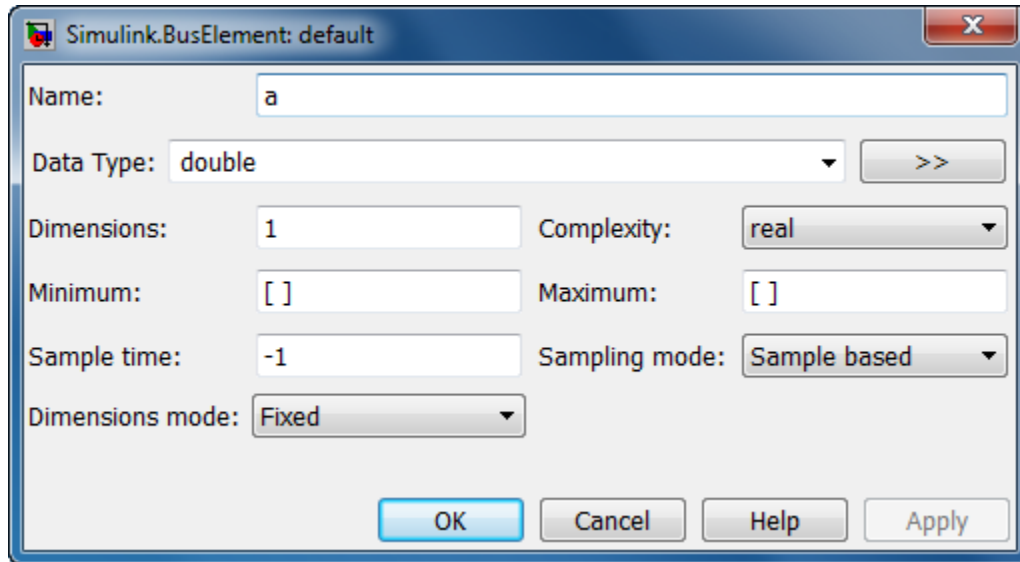 Simulink.BusElement: default
Name: a
Data Type: double >>
Dimensions: 1 Complexity: real
Minimum: [ ] Maximum: [ ]
Sample time: -1 Sampling mode: Sample based
Dimensions mode: Fixed
OK Cancel Help Apply